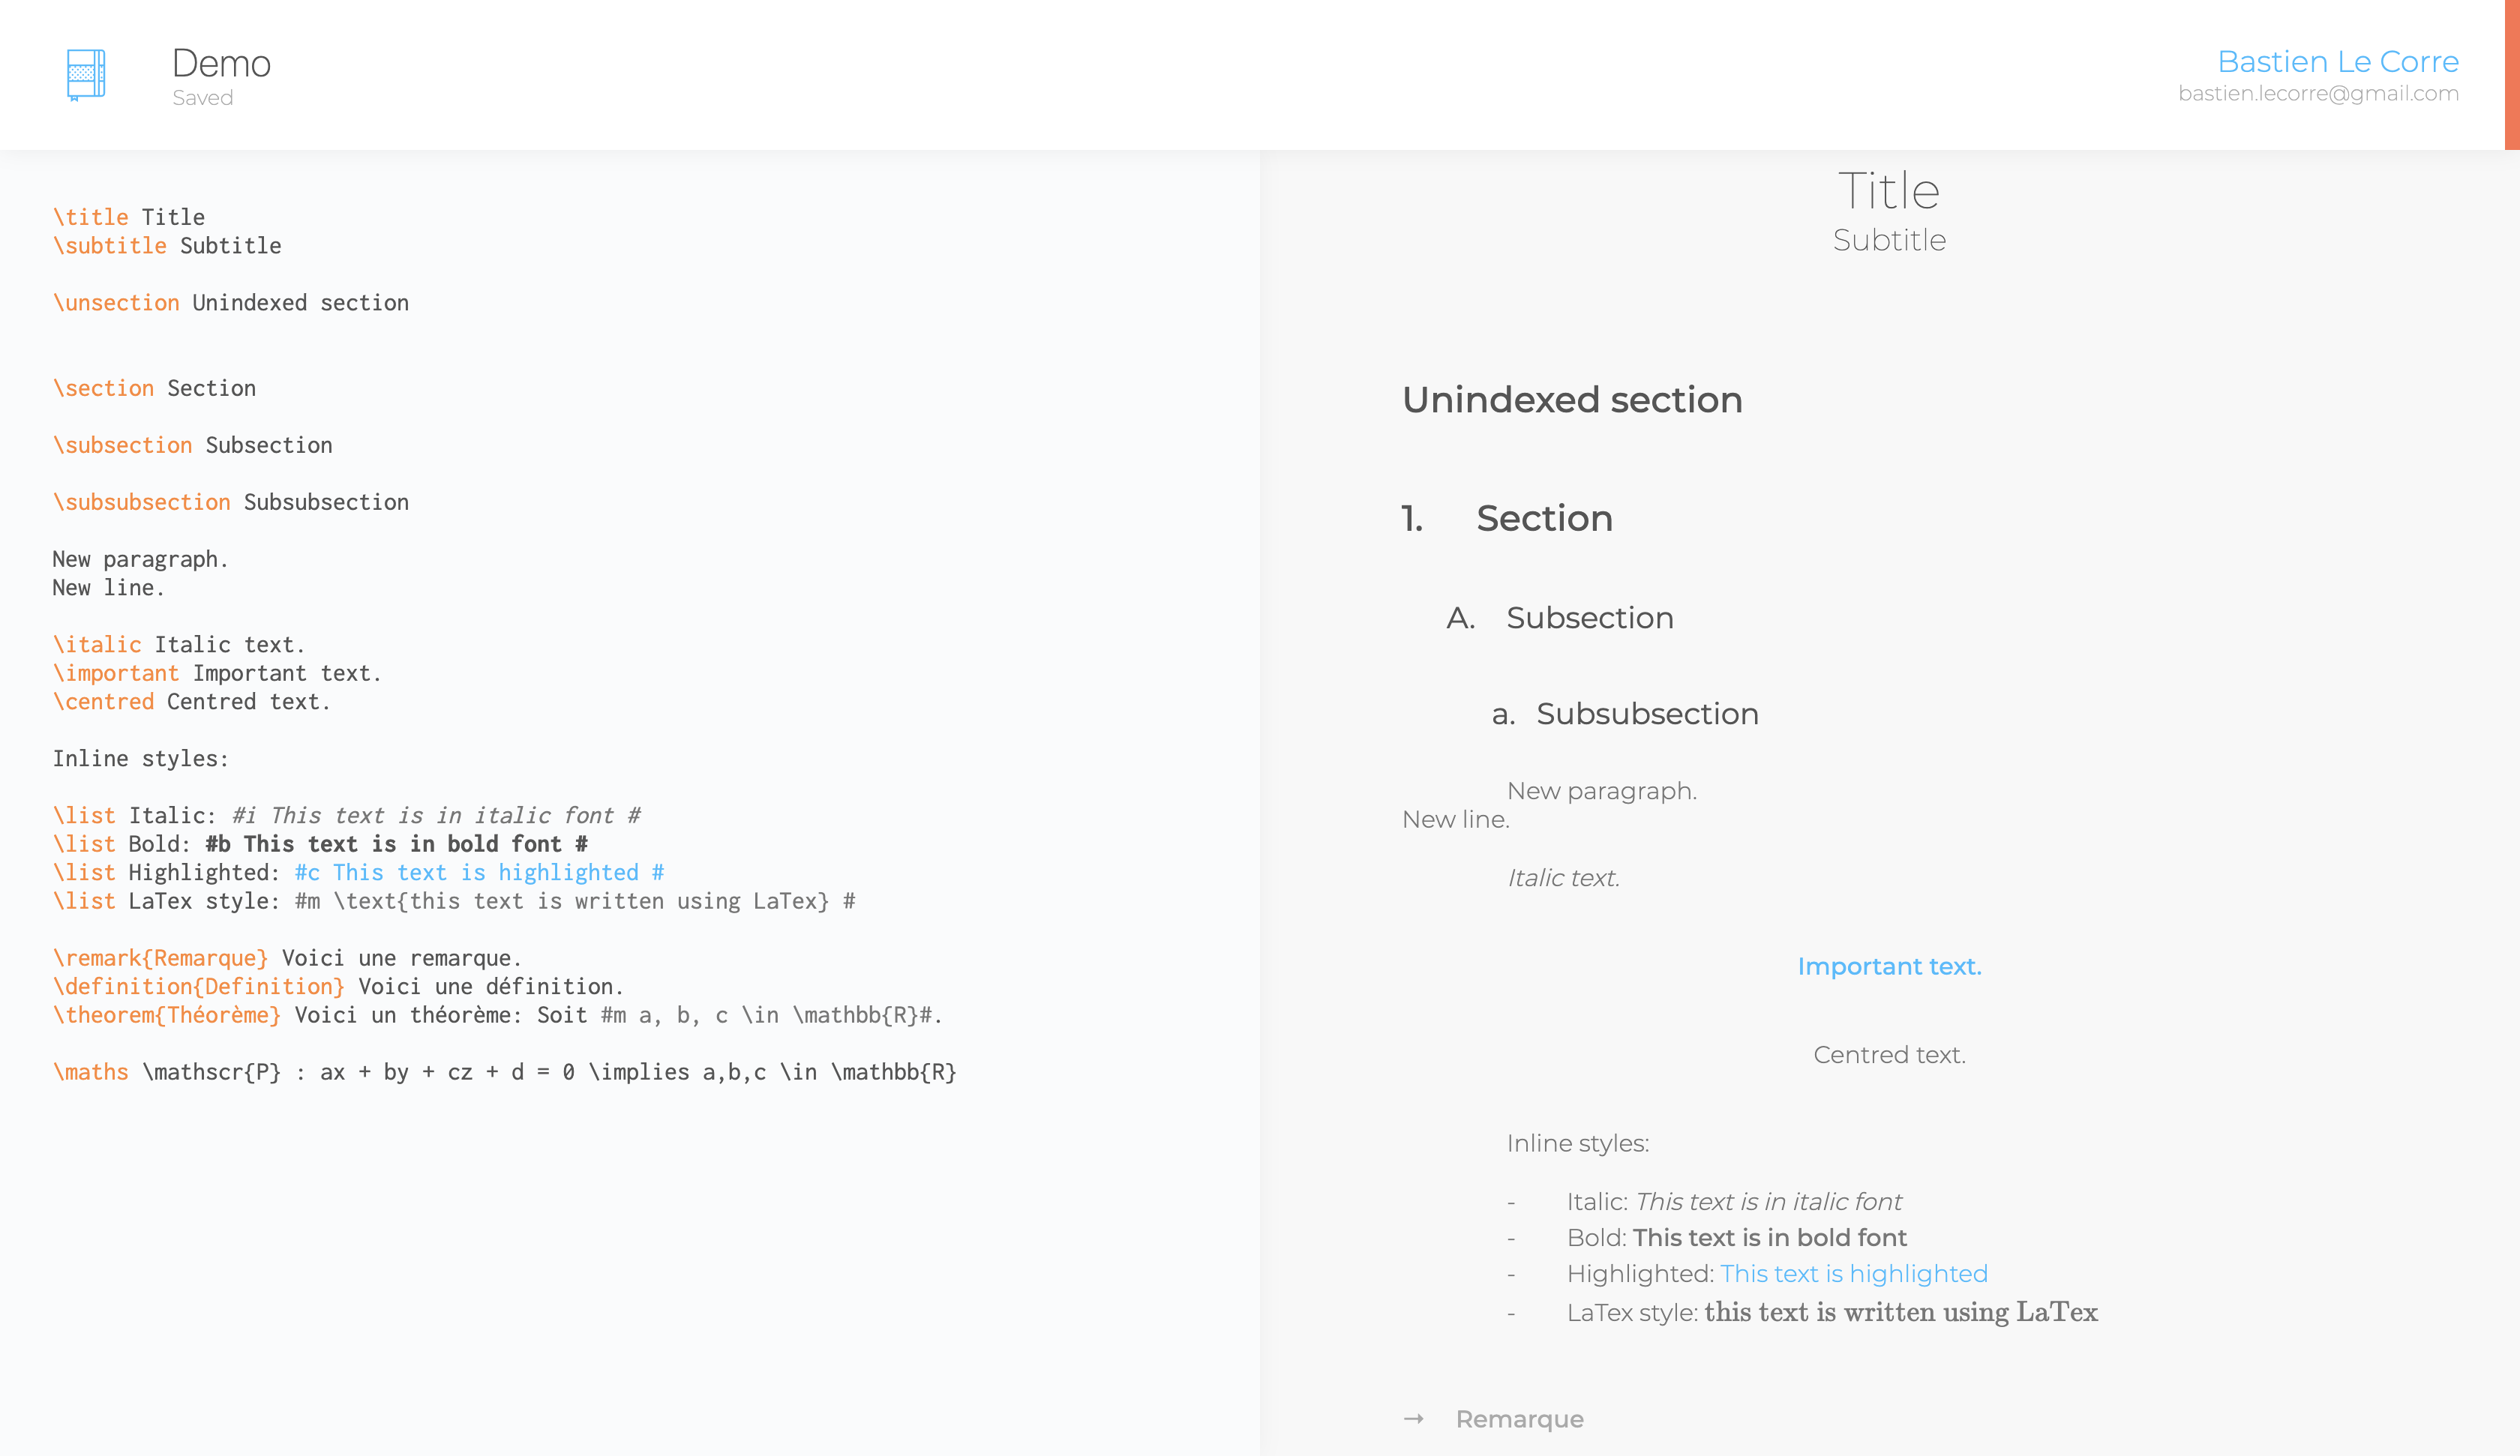 Demo
Saved
Bastien Le Corre
bastien.lecorre@gmail.com
\title Title
\subtitle Subtitle
\unsection Unindexed section
\section Section
\subsection Subsection
\subsubsection Subsubsection
New paragraph.
New line.
\italic Italic text.
\important Important text.
\centred Centred text.
Inline styles:
\list Italic: #i This text is in italic font #
\list Bold: #b This text is in bold font #
\list Highlighted: #c This text is highlighted #
\list LaTex style: #m \text{this text is written using LaTex} #
\remark{Remarque} Voici une remarque.
\definition{Definition} Voici une définition.
\theorem{Théorème} Voici un théorème: Soit #m a, b, c \in \mathbb{R}#.
\maths \mathscr{P} : ax + by + cz + d = 0 \implies a,b,c \in \mathbb{R}
Title
Subtitle
Unindexed section
1. Section
A. Subsection
a. Subsubsection
New paragraph.
New line.
Italic text.
Important text.
Centred text.
Inline styles:
- Italic: This text is in italic font
- Bold: This text is in bold font
- Highlighted: This text is highlighted
- LaTex style: this text is written using LaTex
→ Remarque